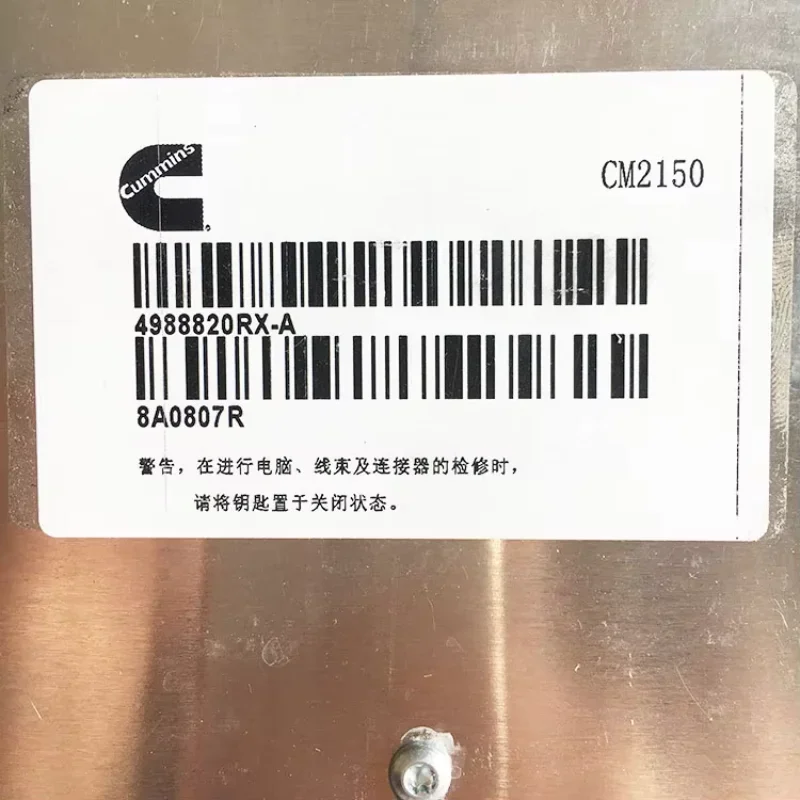 Cummins
CM2150
4988820RX-A
8A0807R
警告，在进行电脑、线束及连接器的检修时，
请将钥匙置于关闭状态。